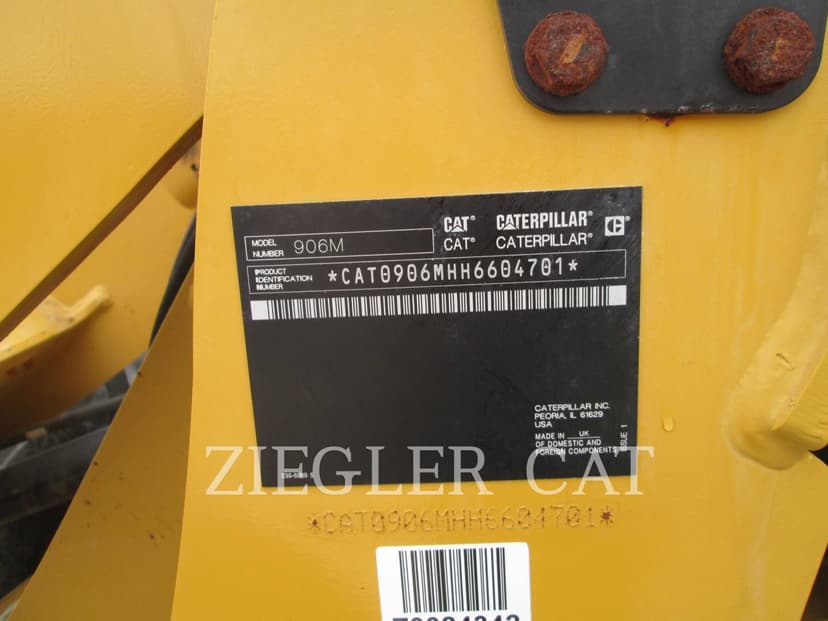 CAT® CATERPILLAR®
MODEL NUMBER 906M CAT® CATERPILLAR®
PRODUCT IDENTIFICATION NUMBER *CAT0906MHH6604701*
CATERPILLAR INC.
PEORIA, IL 61629
USA
MADE IN UK
OF DOMESTIC AND
FOREIGN COMPONENTS
ISSUE 1
ZIEGLER CAT
*CAT0906MHH6604701*